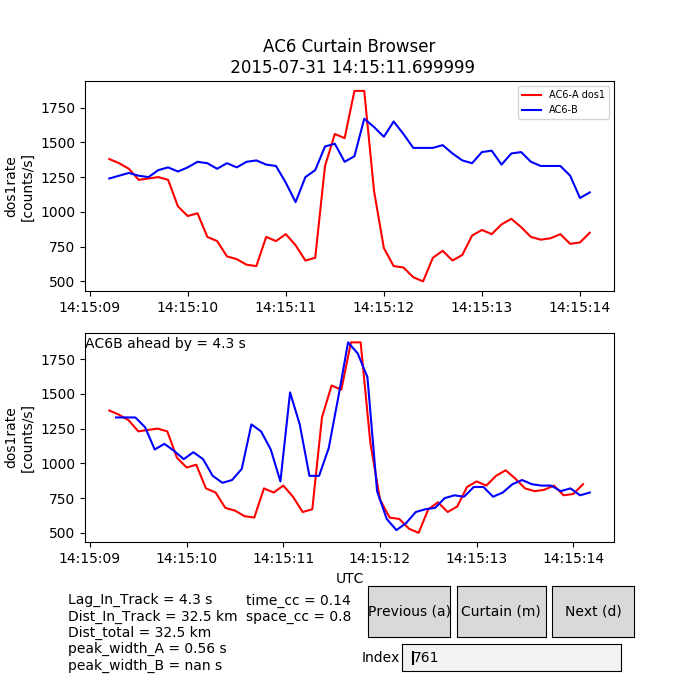 AC6 Curtain Browser
2015-07-31 14:15:11.699999
dos1rate
[counts/s]
1750
1500
1250
1000
750
500
AC6-A dos1
AC6-B
14:15:09 14:15:10 14:15:11 14:15:12 14:15:13 14:15:14
AC6B ahead by = 4.3 s
dos1rate
[counts/s]
1750
1500
1250
1000
750
500
14:15:09 14:15:10 14:15:11 14:15:12 14:15:13 14:15:14
UTC
Lag_In_Track = 4.3 s
Dist_In_Track = 32.5 km
Dist_total = 32.5 km
peak_width_A = 0.56 s
peak_width_B = nan s
time_cc = 0.14
space_cc = 0.8
Previous (a) Curtain (m) Next (d)
Index 761